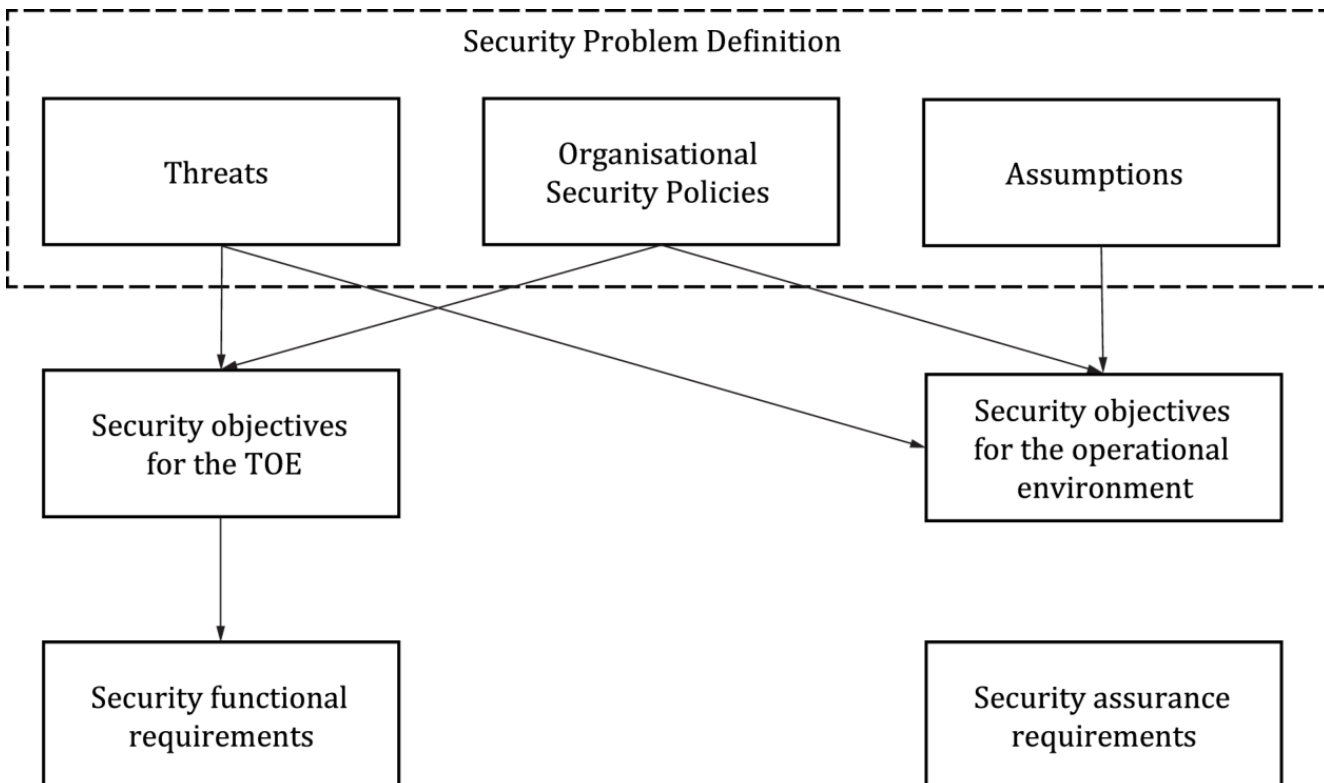 Security Problem Definition
Threats
Organisational
Security Policies
Assumptions
Security objectives
for the TOE
Security objectives
for the operational
environment
Security functional
requirements
Security assurance
requirements